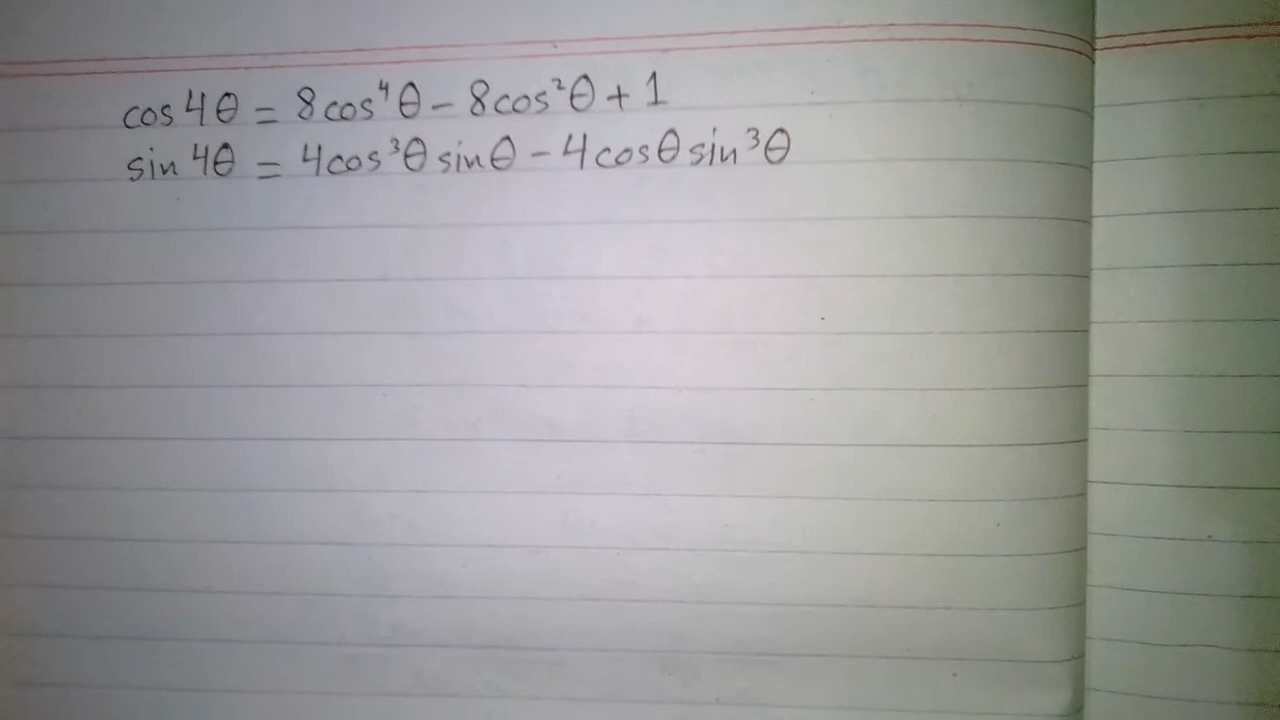 cos 4θ = 8cos⁴θ − 8cos²θ + 1
sin 4θ = 4cos³θ sinθ − 4cosθ sin³θ